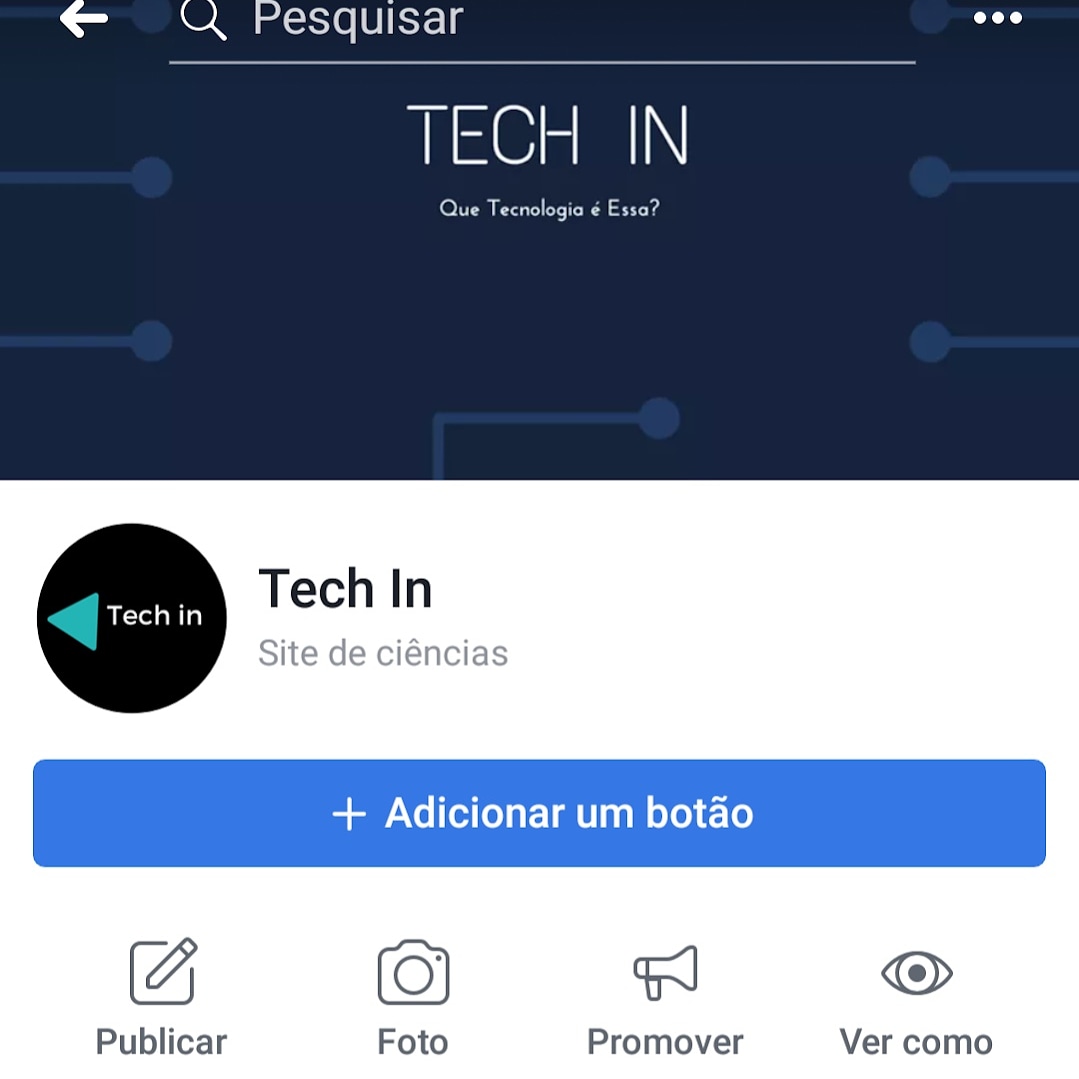 Pesquisar
TECH IN
Que Tecnologia é Essa?
Tech in
Tech In
Site de ciências
+ Adicionar um botão
Publicar
Foto
Promover
Ver como